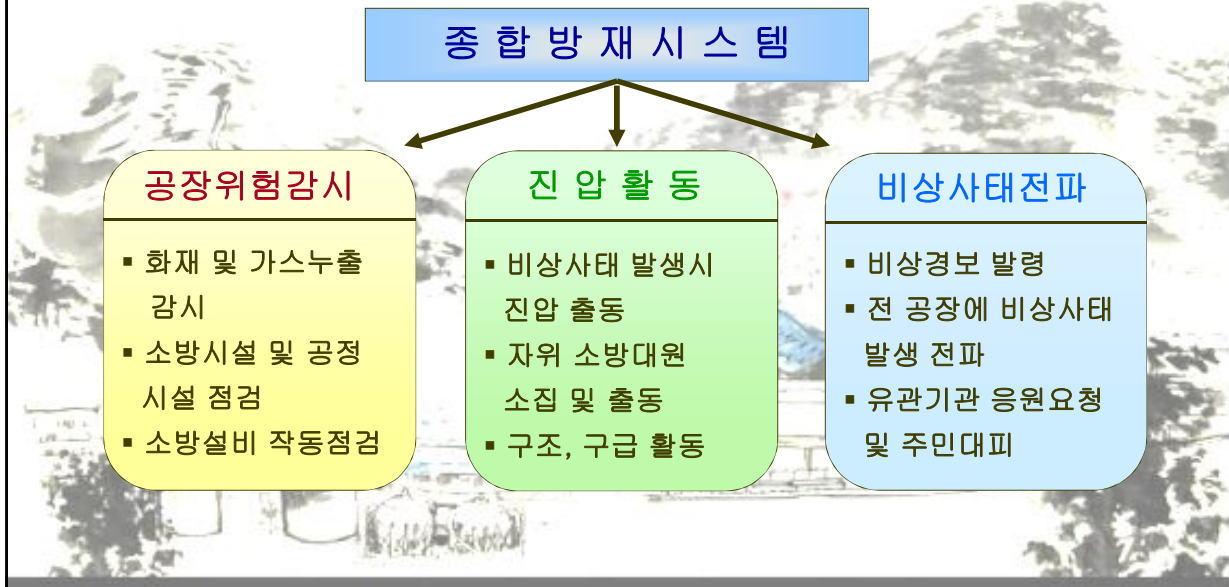 종 합 방 재 시 스 템
공장위험감시
▪ 화재 및 가스누출
감시
▪ 소방시설 및 공정
시설 점검
▪ 소방설비 작동점검
진 압 활 동
▪ 비상사태 발생시
진압 출동
▪ 자위 소방대원
소집 및 출동
▪ 구조, 구급 활동
비상사태전파
▪ 비상경보 발령
▪ 전 공장에 비상사태
발생 전파
▪ 유관기관 응원요청
및 주민대피